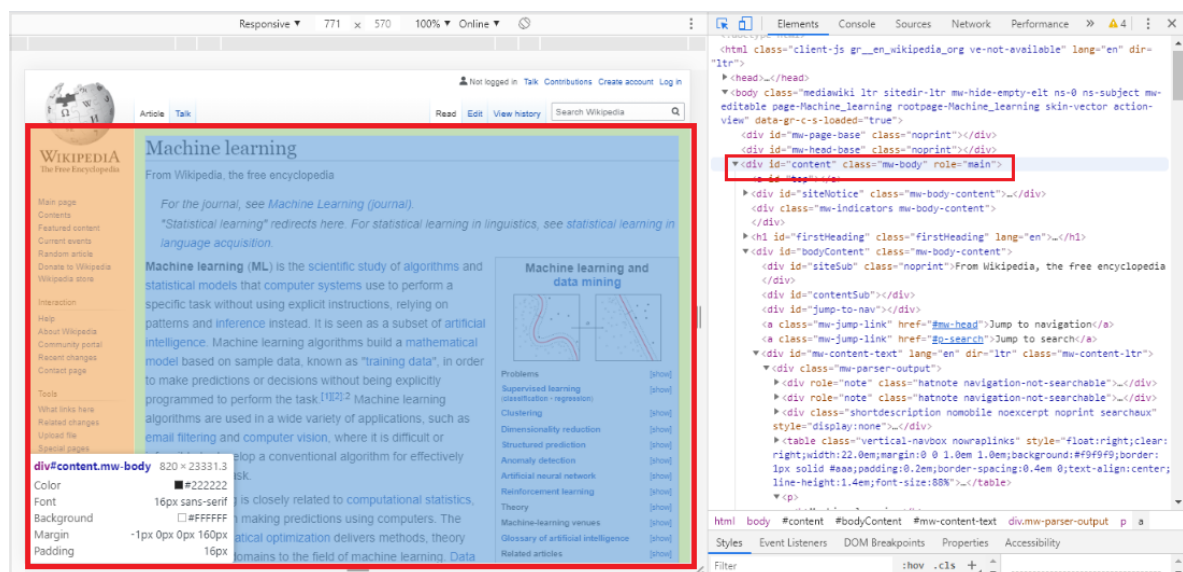 Responsive ▼ 771 x 570 100% ▼ Online ▼
Elements Console Sources Network Performance » 4
Not logged in Talk Contributions Create account Log in
Article Talk Read Edit View history Search Wikipedia
WIKIPEDIA
The Free Encyclopedia
Main page
Contents
Featured content
Current events
Random article
Donate to Wikipedia
Wikipedia store
Interaction
Help
About Wikipedia
Community portal
Recent changes
Contact page
Tools
What links here
Related changes
Upload file
Special pages
Machine learning
From Wikipedia, the free encyclopedia
For the journal, see Machine Learning (journal).
"Statistical learning" redirects here. For statistical learning in linguistics, see statistical learning in
language acquisition.
Machine learning (ML) is the scientific study of algorithms and
statistical models that computer systems use to perform a
specific task without using explicit instructions, relying on
patterns and inference instead. It is seen as a subset of artificial
intelligence. Machine learning algorithms build a mathematical
model based on sample data, known as "training data", in order
to make predictions or decisions without being explicitly
programmed to perform the task.[1][2]:2 Machine learning
algorithms are used in a wide variety of applications, such as
email filtering and computer vision, where it is difficult or
elop a conventional algorithm for effectively
sk.
g is closely related to computational statistics,
making predictions using computers. The
atical optimization delivers methods, theory
domains to the field of machine learning. Data
Machine learning and
data mining
Problems [show]
Supervised learning [show]
(classification • regression)
Clustering [show]
Dimensionality reduction [show]
Structured prediction [show]
Anomaly detection [show]
Artificial neural network [show]
Reinforcement learning [show]
Theory [show]
Machine-learning venues [show]
Glossary of artificial intelligence [show]
Related articles [show]
div#content.mw-body 820 × 23331.3
Color #222222
Font 16px sans-serif
Background #FFFFFF
Margin -1px 0px 0px 160px
Padding 16px
<html class="client-js gr__en_wikipedia_org ve-not-available" lang="en" dir=
"ltr">
<head>…</head>
<body class="mediawiki ltr sitedir-ltr mw-hide-empty-elt ns-0 ns-subject mw-
editable page-Machine_learning rootpage-Machine_learning skin-vector action-
view" data-gr-c-s-loaded="true">
<div id="mw-page-base" class="noprint"></div>
<div id="mw-head-base" class="noprint"></div>
<div id="content" class="mw-body" role="main">
<a id="top"></a>
<div id="siteNotice" class="mw-body-content">…</div>
<div class="mw-indicators mw-body-content">
</div>
<h1 id="firstHeading" class="firstHeading" lang="en">…</h1>
<div id="bodyContent" class="mw-body-content">
<div id="siteSub" class="noprint">From Wikipedia, the free encyclopedia
</div>
<div id="contentSub"></div>
<div id="jump-to-nav"></div>
<a class="mw-jump-link" href="#mw-head">Jump to navigation</a>
<a class="mw-jump-link" href="#p-search">Jump to search</a>
<div id="mw-content-text" lang="en" dir="ltr" class="mw-content-ltr">
<div class="mw-parser-output">
<div role="note" class="hatnote navigation-not-searchable">…</div>
<div role="note" class="hatnote navigation-not-searchable">…</div>
<div class="shortdescription nomobile noexcerpt noprint searchaux"
style="display:none">…</div>
<table class="vertical-navbox nowraplinks" style="float:right;clear:
right;width:22.0em;margin:0 0 1.0em 1.0em;background:#f9f9f9;border:
1px solid #aaa;padding:0.2em;border-spacing:0.4em 0;text-align:center;
line-height:1.4em;font-size:88%">…</table>
<p>
html body #content #bodyContent #mw-content-text div.mw-parser-output p a
Styles Event Listeners DOM Breakpoints Properties Accessibility
Filter :hov .cls +